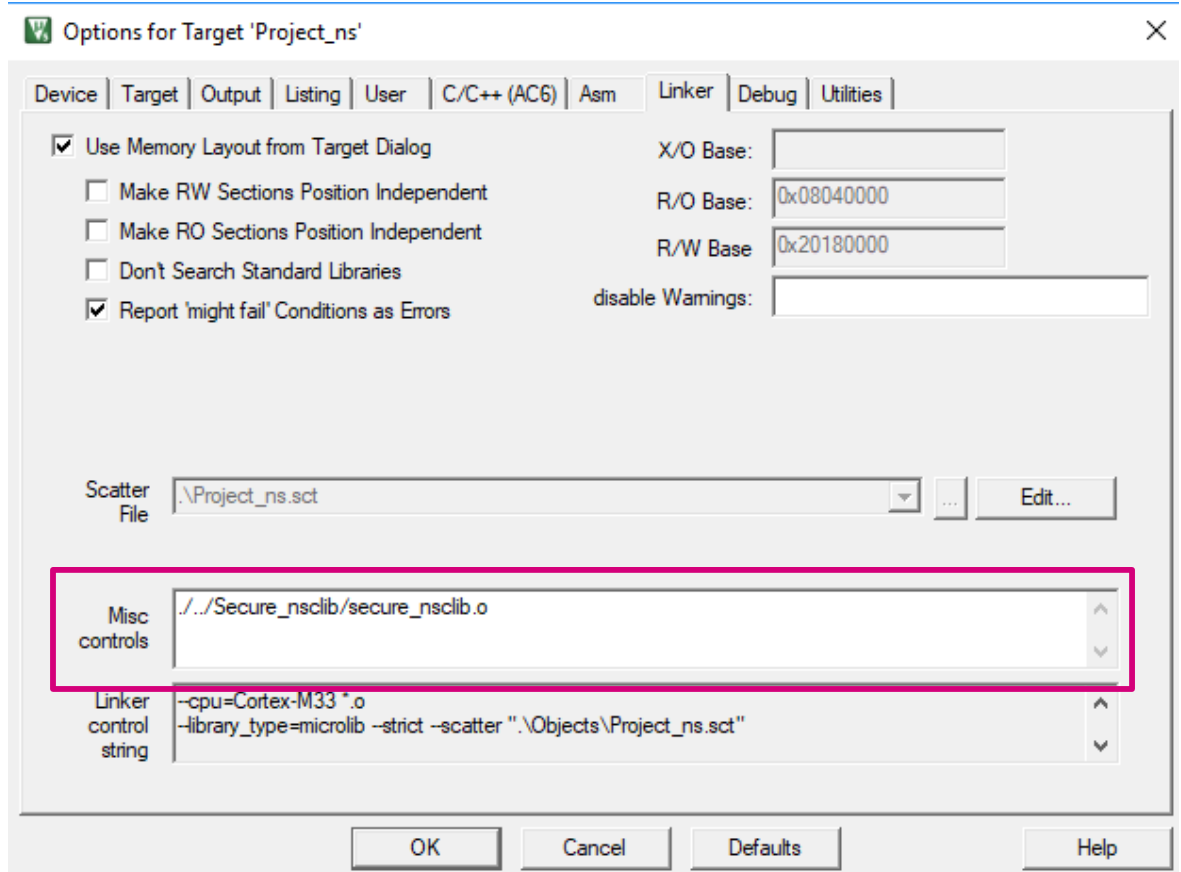 Options for Target 'Project_ns'
Device Target Output Listing User C/C++ (AC6) Asm Linker Debug Utilities
Use Memory Layout from Target Dialog
Make RW Sections Position Independent
Make RO Sections Position Independent
Don't Search Standard Libraries
Report 'might fail' Conditions as Errors
X/O Base:
R/O Base: 0x08040000
R/W Base 0x20180000
disable Warnings:
Scatter
File
.\Project_ns.sct
...
Edit...
Misc
controls
./../Secure_nsclib/secure_nsclib.o
Linker
control
string
--cpu=Cortex-M33 *.o
--library_type=microlib --strict --scatter ".\Objects\Project_ns.sct"
OK Cancel Defaults Help